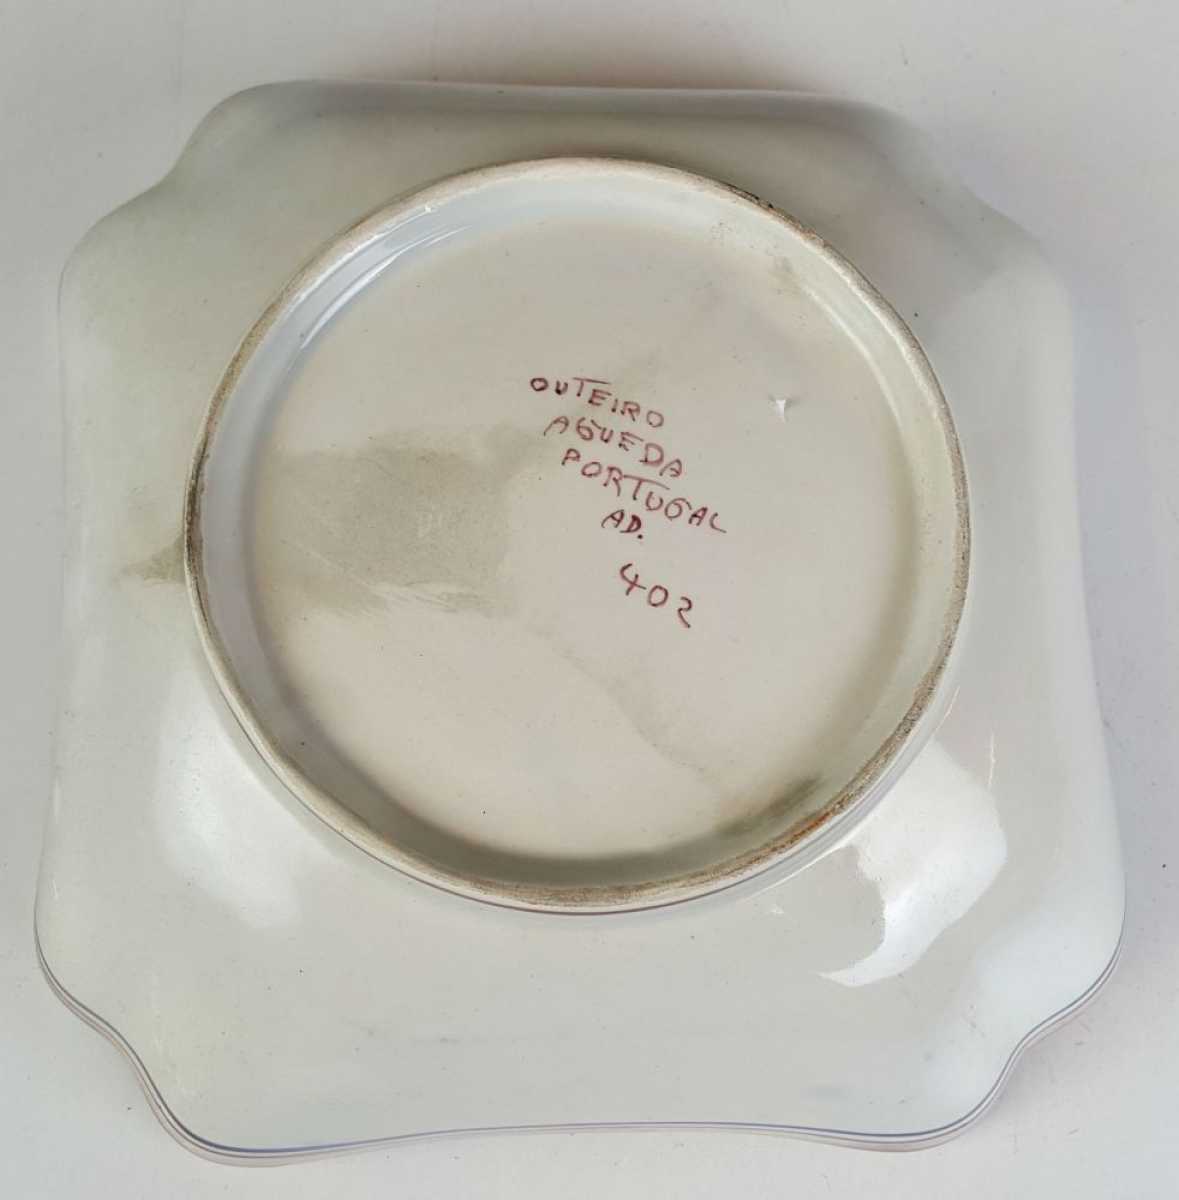 OUTEIRO
AGUEDA
PORTUGAL
AD.
402